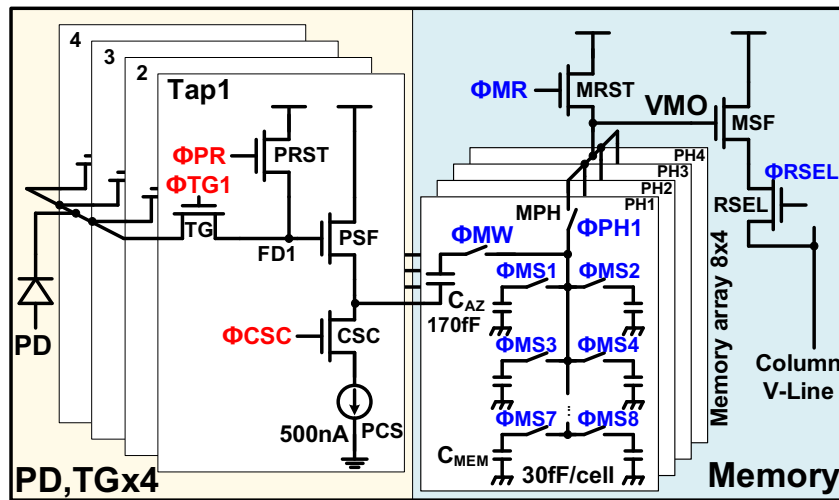 4
3
2
Tap1
ΦPR
PRST
ΦTG1
TG
FD1
PSF
PD
ΦCSC
CSC
500nA
PCS
PD,TGx4
ΦMR
MRST
VMO
MSF
ΦRSEL
RSEL
PH4
PH3
PH2
PH1
MPH
ΦPH1
ΦMW
CAZ
170fF
ΦMS1
ΦMS2
ΦMS3
ΦMS4
ΦMS7
ΦMS8
CMEM
30fF/cell
Memory array 8x4
Column
V-Line
Memory